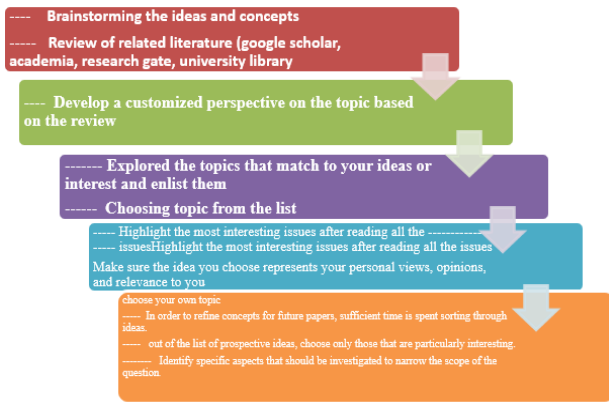 ---- Brainstorming the ideas and concepts
----- Review of related literature (google scholar,
academia, research gate, university library
---- Develop a customized perspective on the topic based
on the review
------- Explored the topics that match to your ideas or
interest and enlist them
------ Choosing topic from the list
----- Highlight the most interesting issues after reading all the -------------
----- issuesHighlight the most interesting issues after reading all the issues
Make sure the idea you choose represents your personal views, opinions,
and relevance to you
choose your own topic
----- In order to refine concepts for future papers, sufficient time is spent sorting through
ideas.
----- out of the list of prospective ideas, choose only those that are particularly interesting.
-------- Identify specific aspects that should be investigated to narrow the scope of the
question.